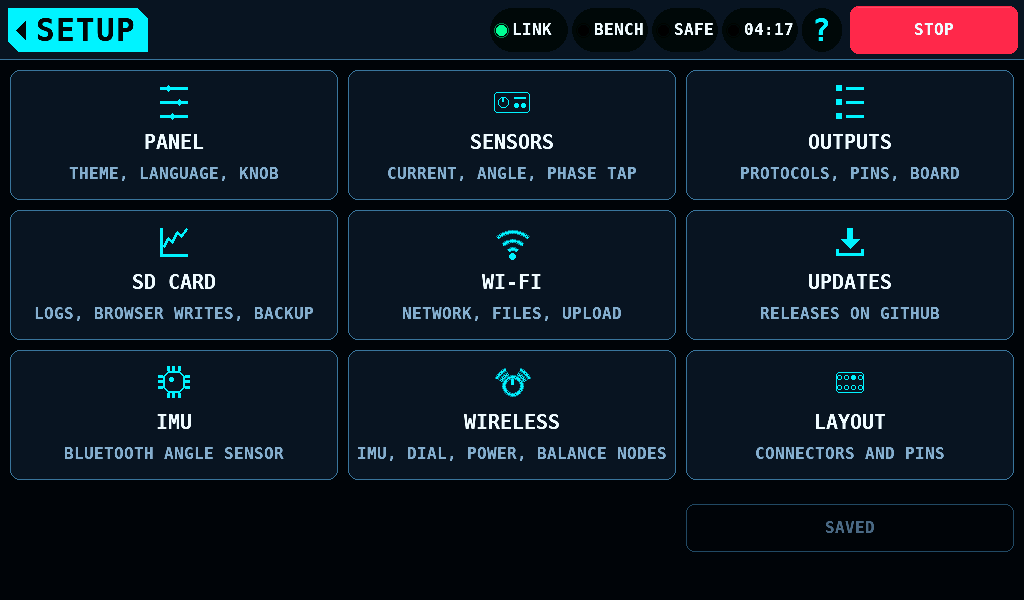 SETUP
LINK
BENCH
SAFE
04:17
?
STOP
PANEL
THEME, LANGUAGE, KNOB
SENSORS
CURRENT, ANGLE, PHASE TAP
OUTPUTS
PROTOCOLS, PINS, BOARD
SD CARD
LOGS, BROWSER WRITES, BACKUP
WI-FI
NETWORK, FILES, UPLOAD
UPDATES
RELEASES ON GITHUB
IMU
BLUETOOTH ANGLE SENSOR
WIRELESS
IMU, DIAL, POWER, BALANCE NODES
LAYOUT
CONNECTORS AND PINS
SAVED